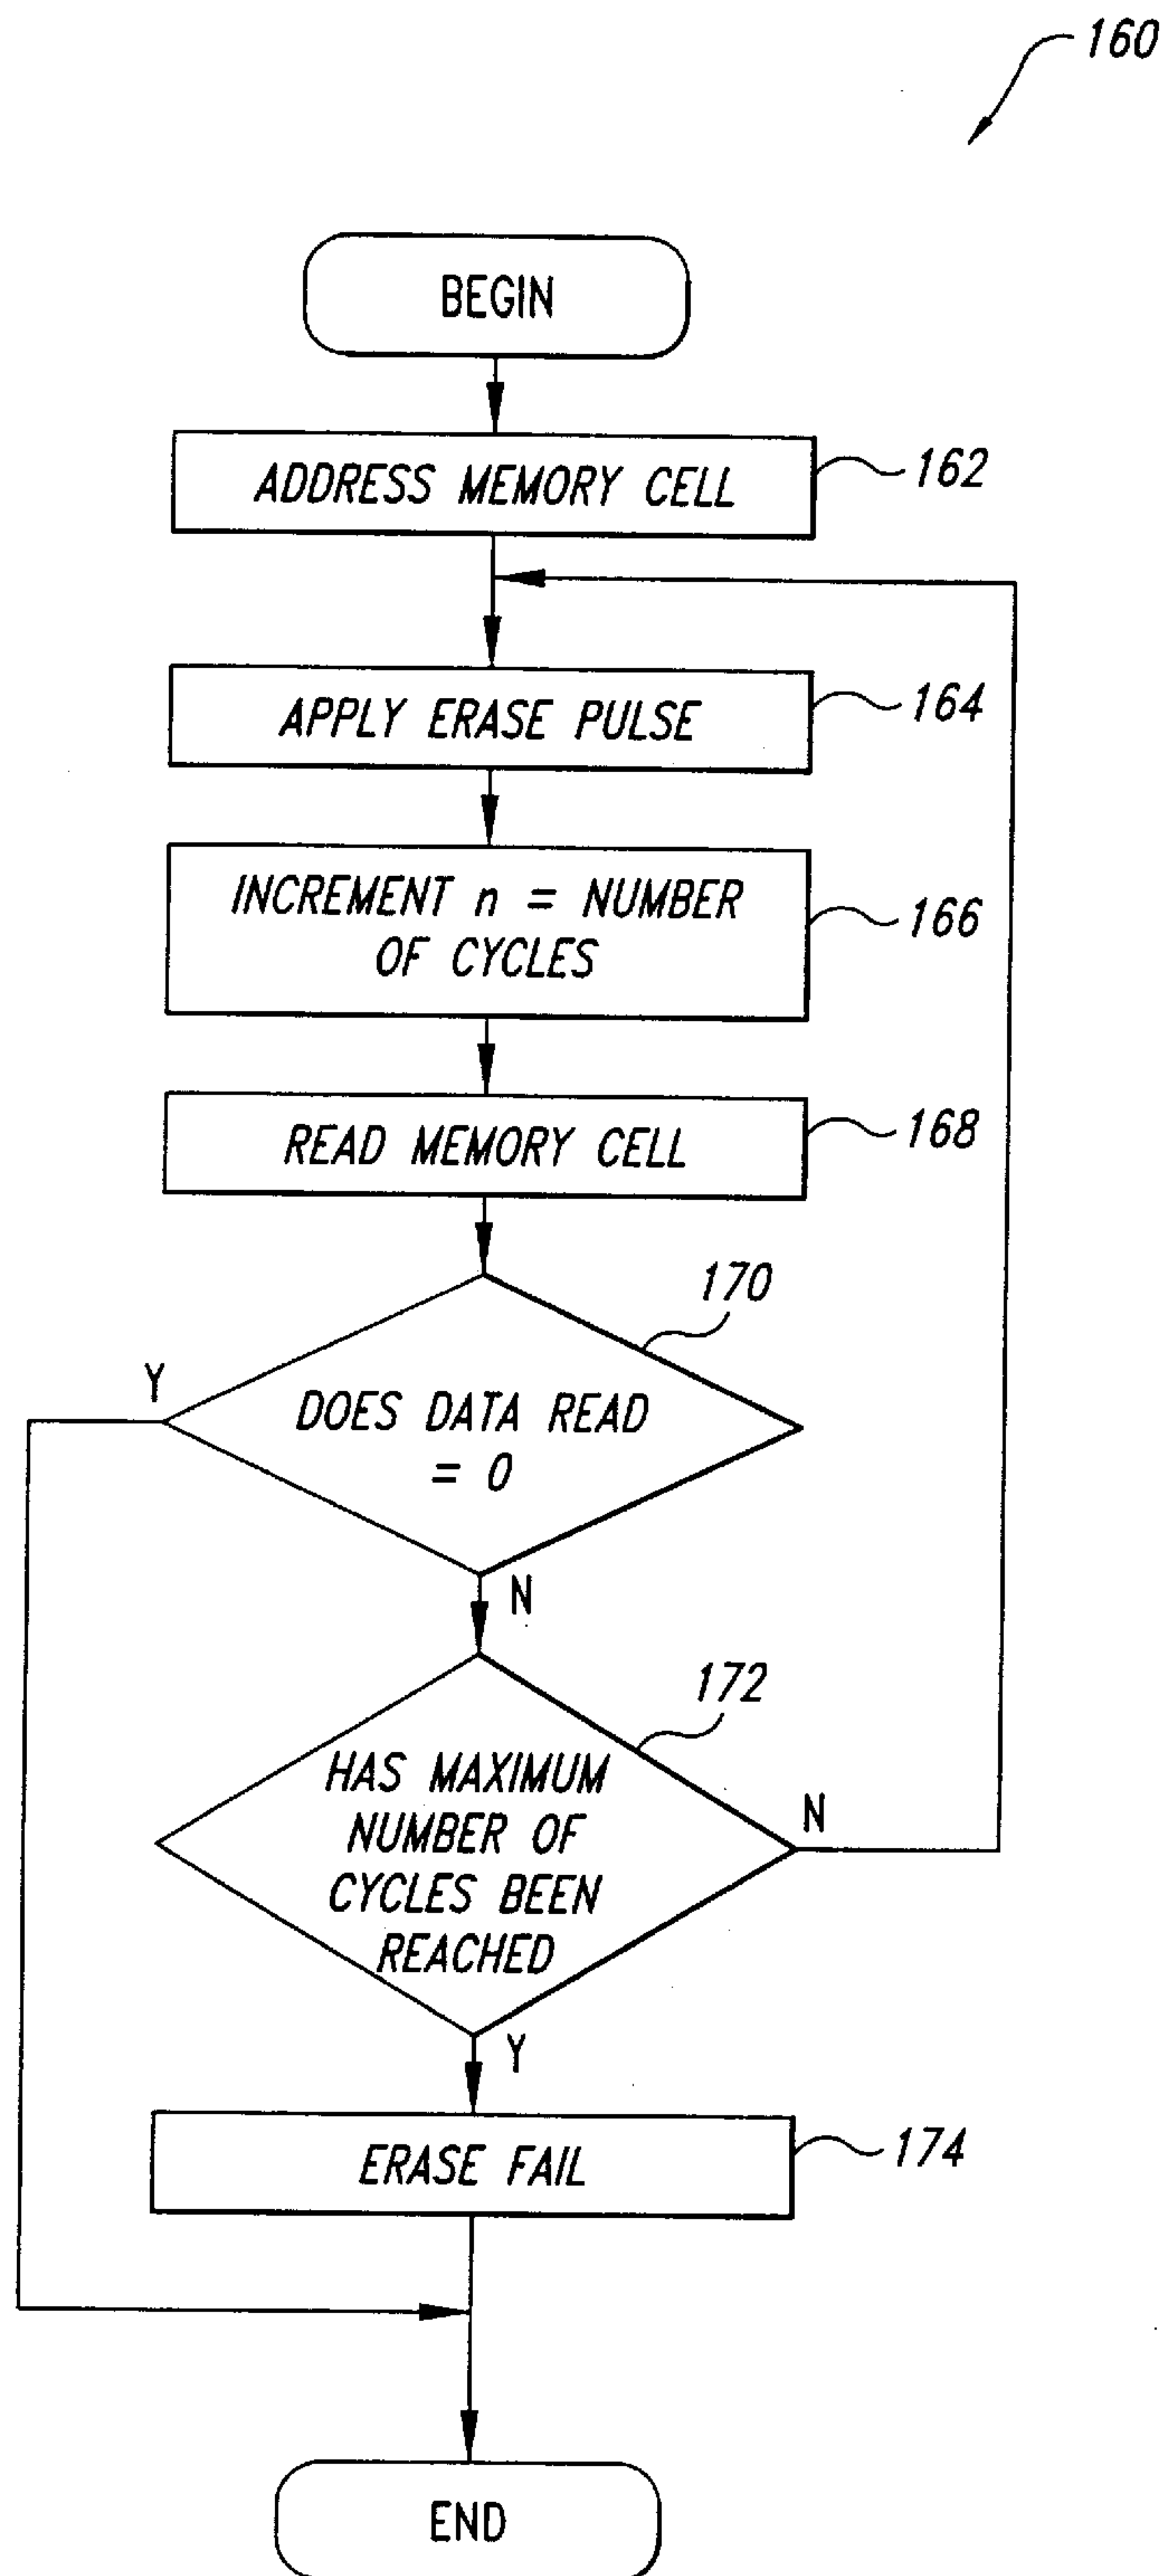 160
BEGIN
ADDRESS MEMORY CELL
162
APPLY ERASE PULSE
164
INCREMENT n = NUMBER
OF CYCLES
166
READ MEMORY CELL
168
170
Y
DOES DATA READ
= 0
N
172
HAS MAXIMUM
NUMBER OF
CYCLES BEEN
REACHED
N
Y
ERASE FAIL
174
END